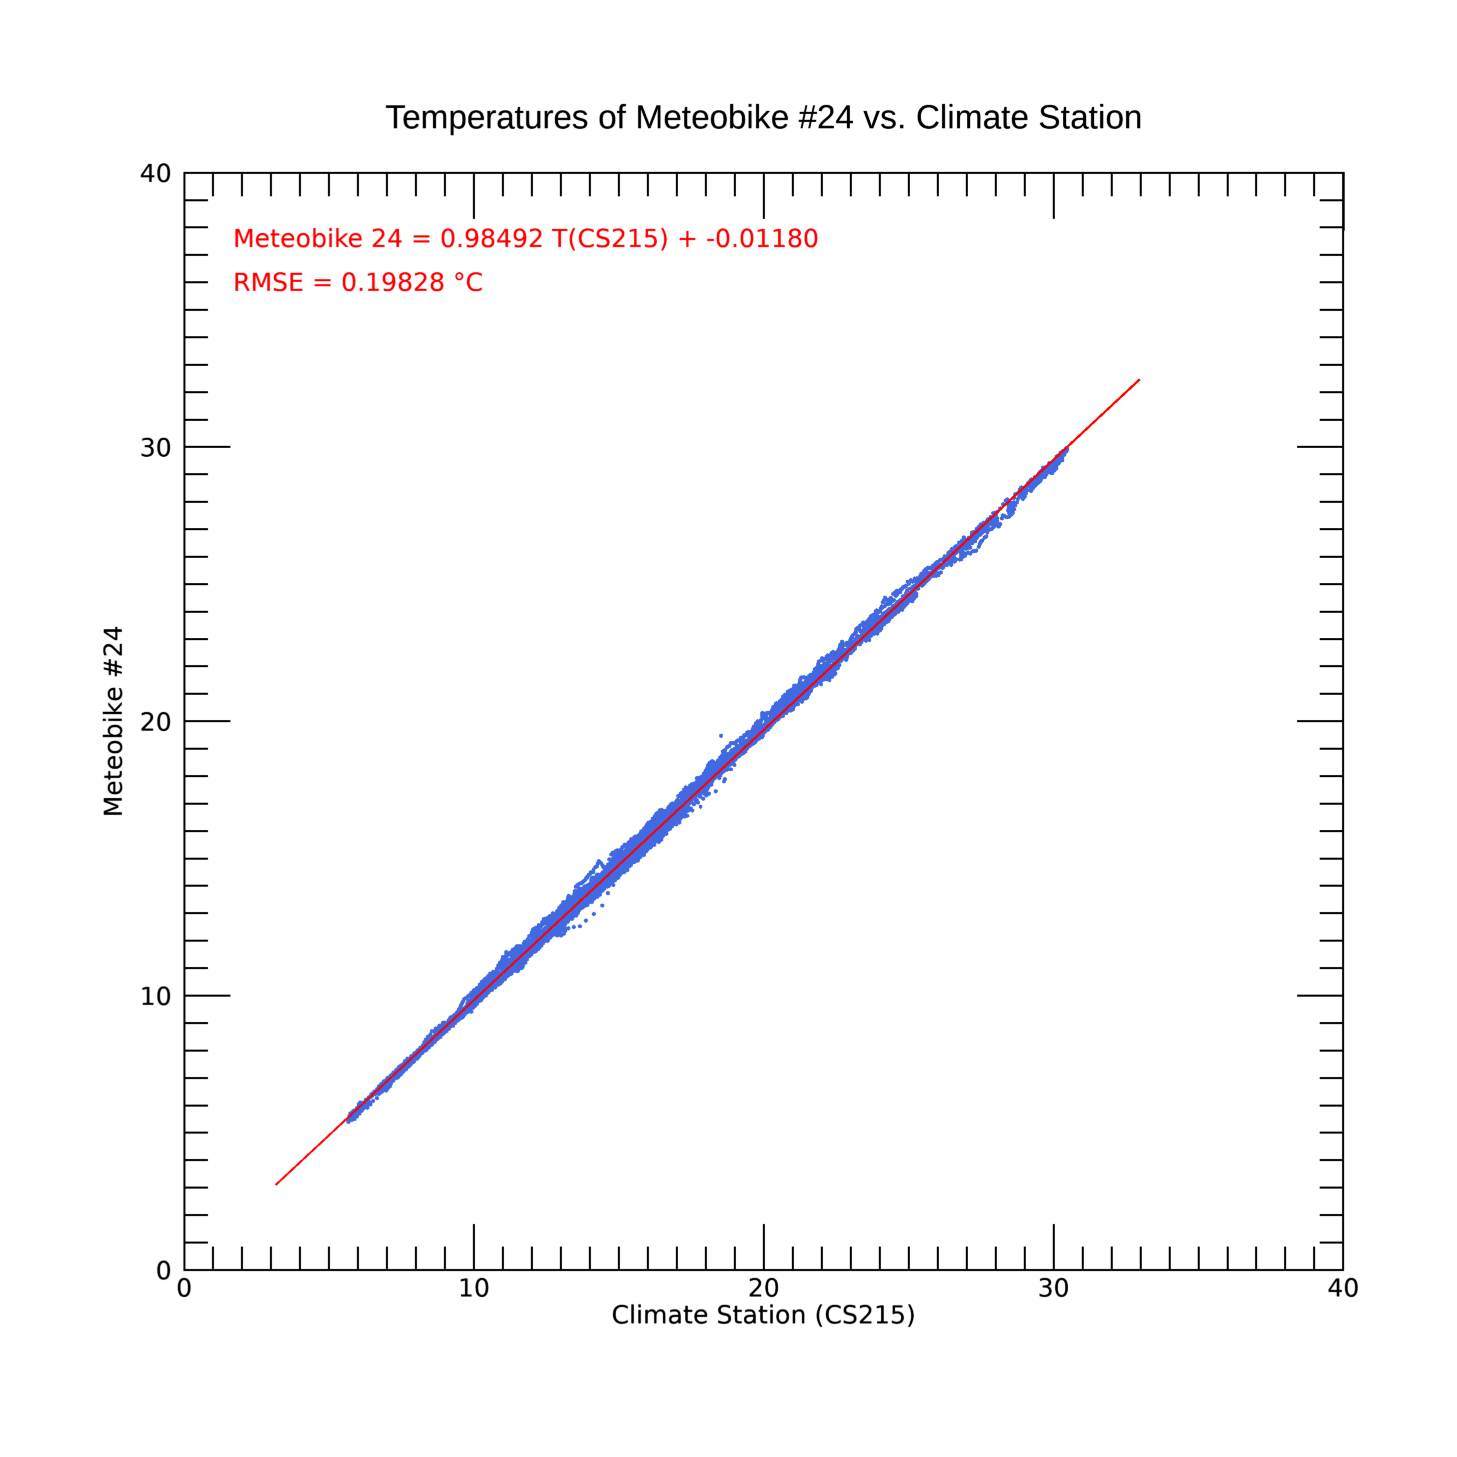 Temperatures of Meteobike #24 vs. Climate Station
Meteobike 24 = 0.98492 T(CS215) + -0.01180
RMSE = 0.19828 °C
40
30
20
10
0
Meteobike #24
0 10 20 30 40
Climate Station (CS215)